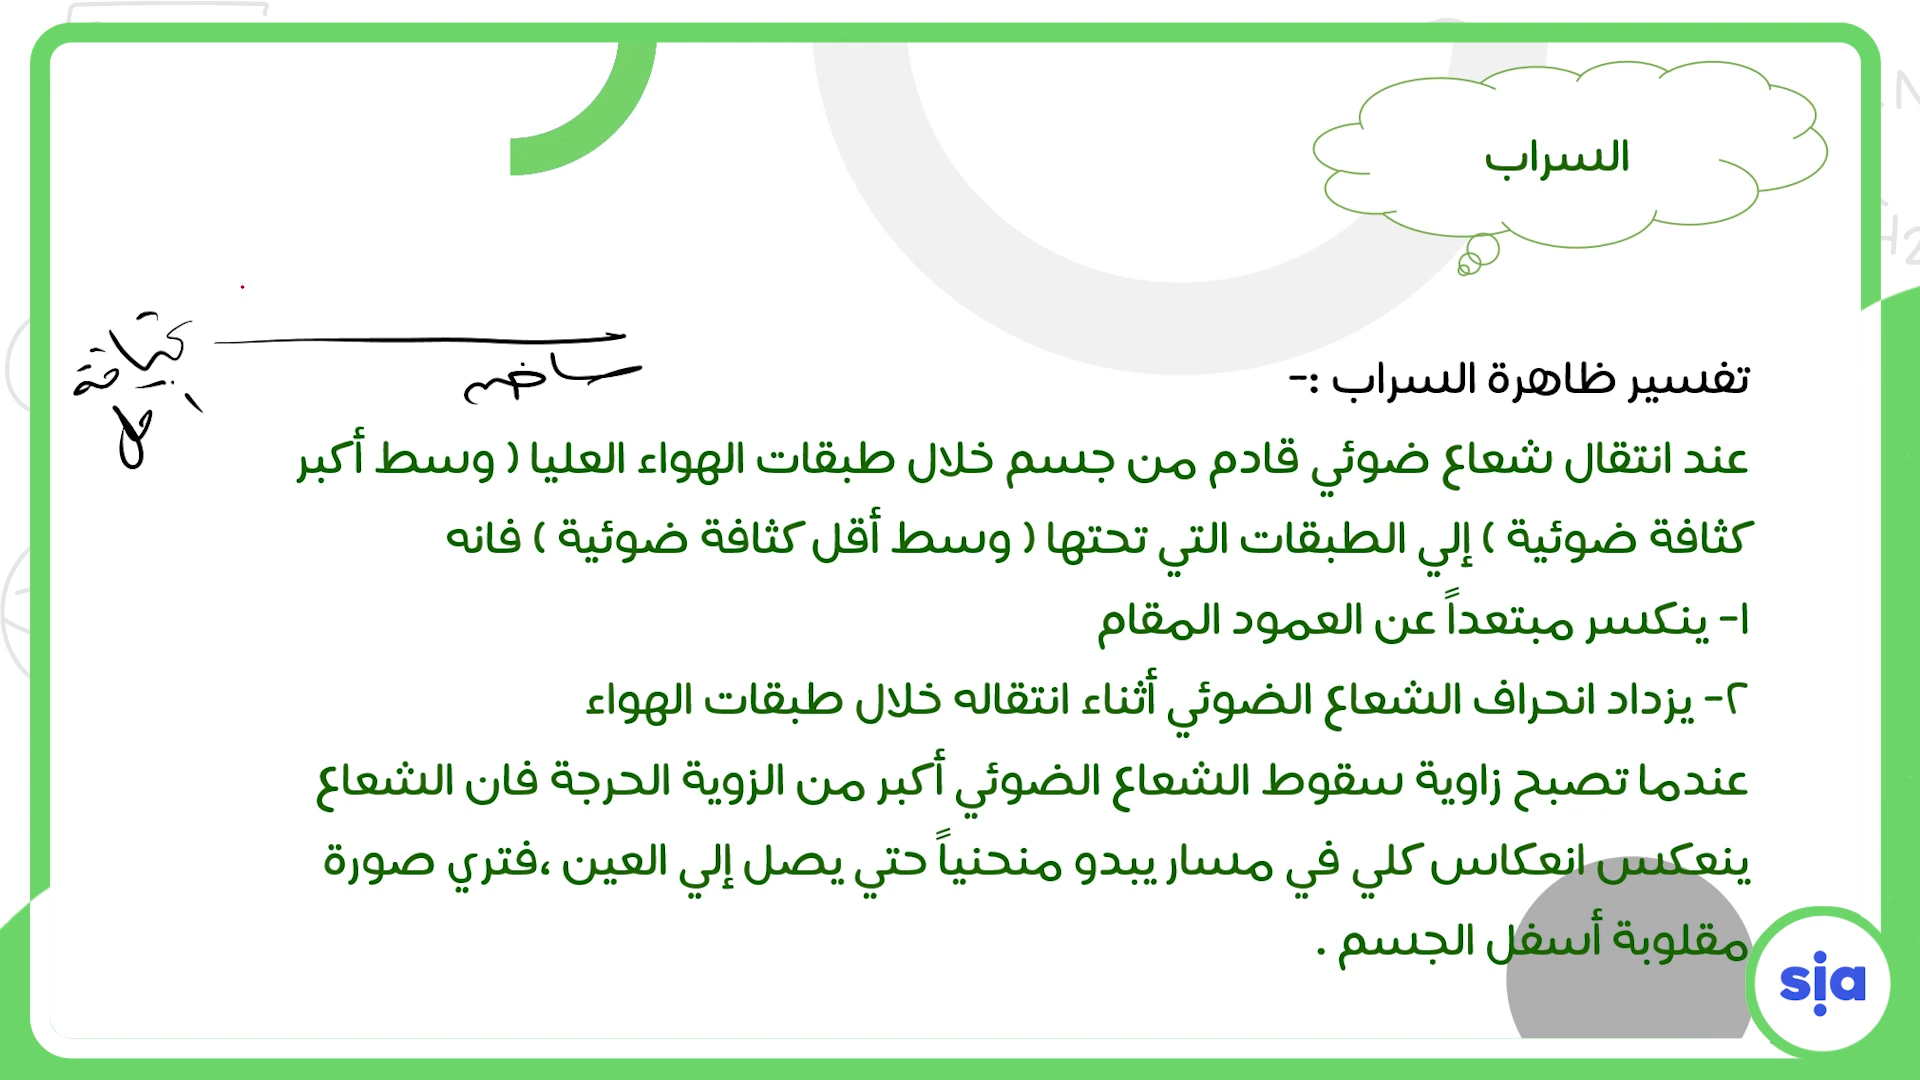 السراب
تفسير ظاهرة السراب :-
عند انتقال شعاع ضوئي قادم من جسم خلال طبقات الهواء العليا ( وسط أكبر
كثافة ضوئية ) إلي الطبقات التي تحتها ( وسط أقل كثافة ضوئية ) فانه
١- ينكسر مبتعداً عن العمود المقام
٢- يزداد انحراف الشعاع الضوئي أثناء انتقاله خلال طبقات الهواء
عندما تصبح زاوية سقوط الشعاع الضوئي أكبر من الزوية الحرجة فان الشعاع
ينعكس انعكاس كلي في مسار يبدو منحنياً حتي يصل إلي العين ،فتري صورة
مقلوبة أسفل الجسم .
sia